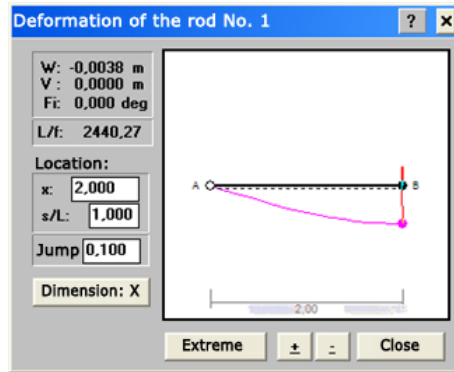 Deformation of the rod No. 1
? ×
W: -0,0038 m
V : 0,0000 m
Fi: 0,000 deg
L/f: 2440,27
Location:
x: 2,000
s/L: 1,000
Jump 0,100
Dimension: X
A B
2,00
Extreme + - Close